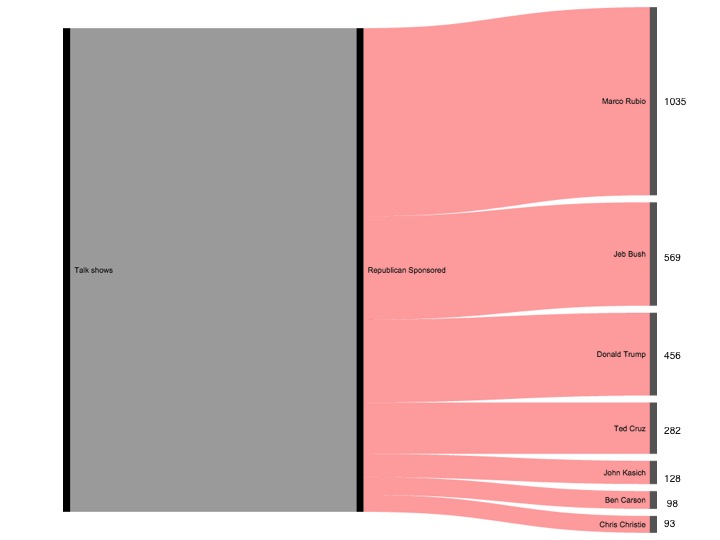 Marco Rubio 1035
Jeb Bush 569
Talk shows
Republican Sponsored
Donald Trump 456
Ted Cruz 282
John Kasich 128
Ben Carson 98
Chris Christie 93